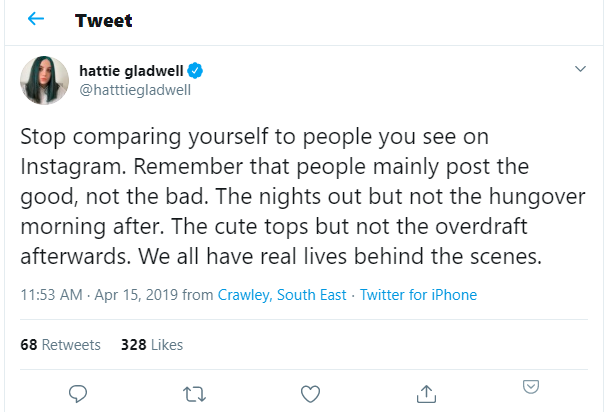 Tweet
hattie gladwell
@hatttiegladwell
Stop comparing yourself to people you see on
Instagram. Remember that people mainly post the
good, not the bad. The nights out but not the hungover
morning after. The cute tops but not the overdraft
afterwards. We all have real lives behind the scenes.
11:53 AM · Apr 15, 2019 from Crawley, South East · Twitter for iPhone
68 Retweets 328 Likes